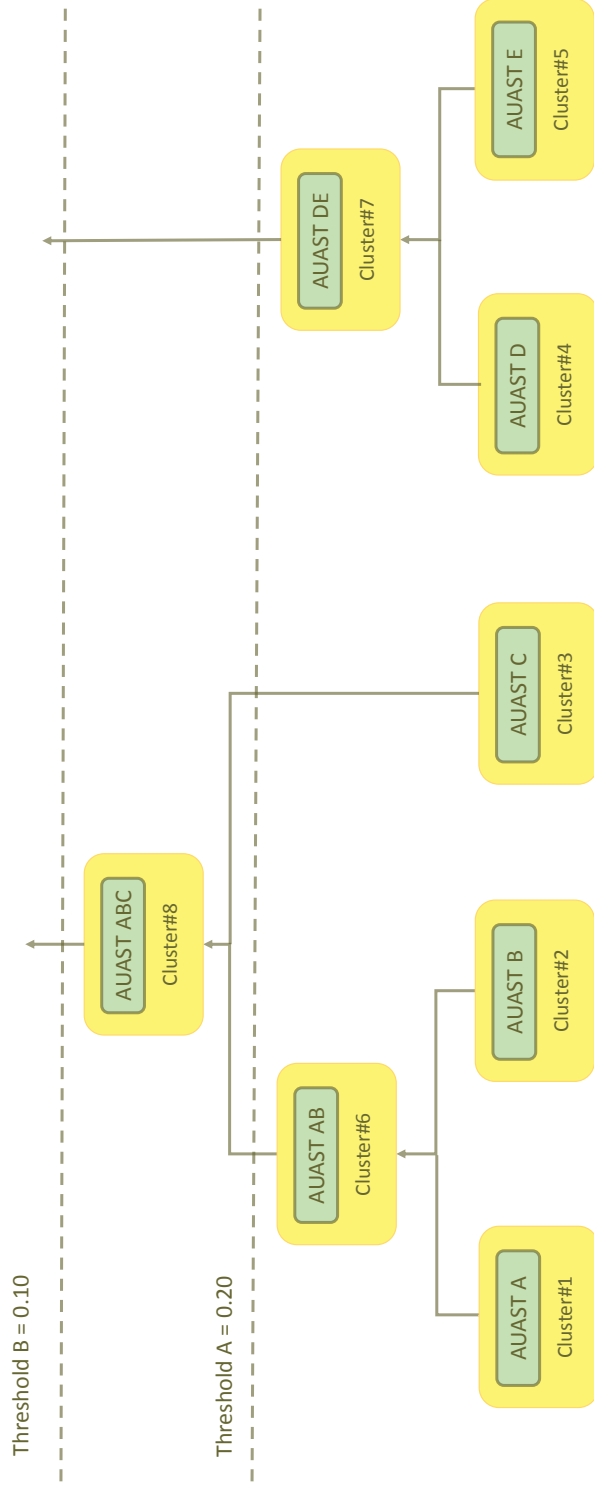 Threshold B = 0.10
AUAST ABC
Cluster#8
Threshold A = 0.20
AUAST AB
Cluster#6
AUAST DE
Cluster#7
AUAST A
Cluster#1
AUAST B
Cluster#2
AUAST C
Cluster#3
AUAST D
Cluster#4
AUAST E
Cluster#5